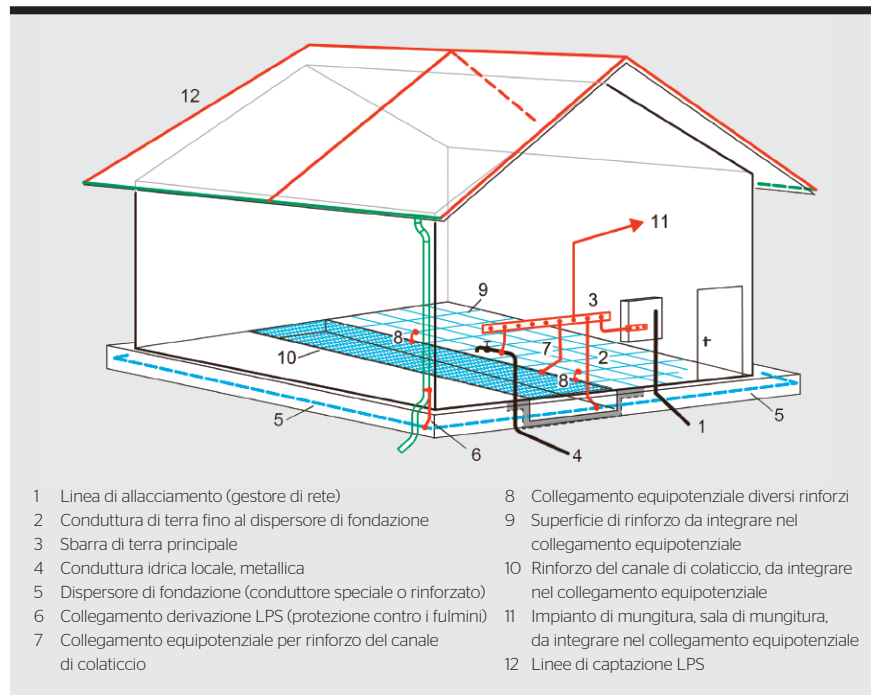 12
11
9
3
8
10
7
2
8
5
5
6
4
1
1 Linea di allacciamento (gestore di rete)
2 Conduttura di terra fino al dispersore di fondazione
3 Sbarra di terra principale
4 Conduttura idrica locale, metallica
5 Dispersore di fondazione (conduttore speciale o rinforzato)
6 Collegamento derivazione LPS (protezione contro i fulmini)
7 Collegamento equipotenziale per rinforzo del canale
di colaticcio
8 Collegamento equipotenziale diversi rinforzi
9 Superficie di rinforzo da integrare nel
collegamento equipotenziale
10 Rinforzo del canale di colaticcio, da integrare
nel collegamento equipotenziale
11 Impianto di mungitura, sala di mungitura,
da integrare nel collegamento equipotenziale
12 Linee di captazione LPS